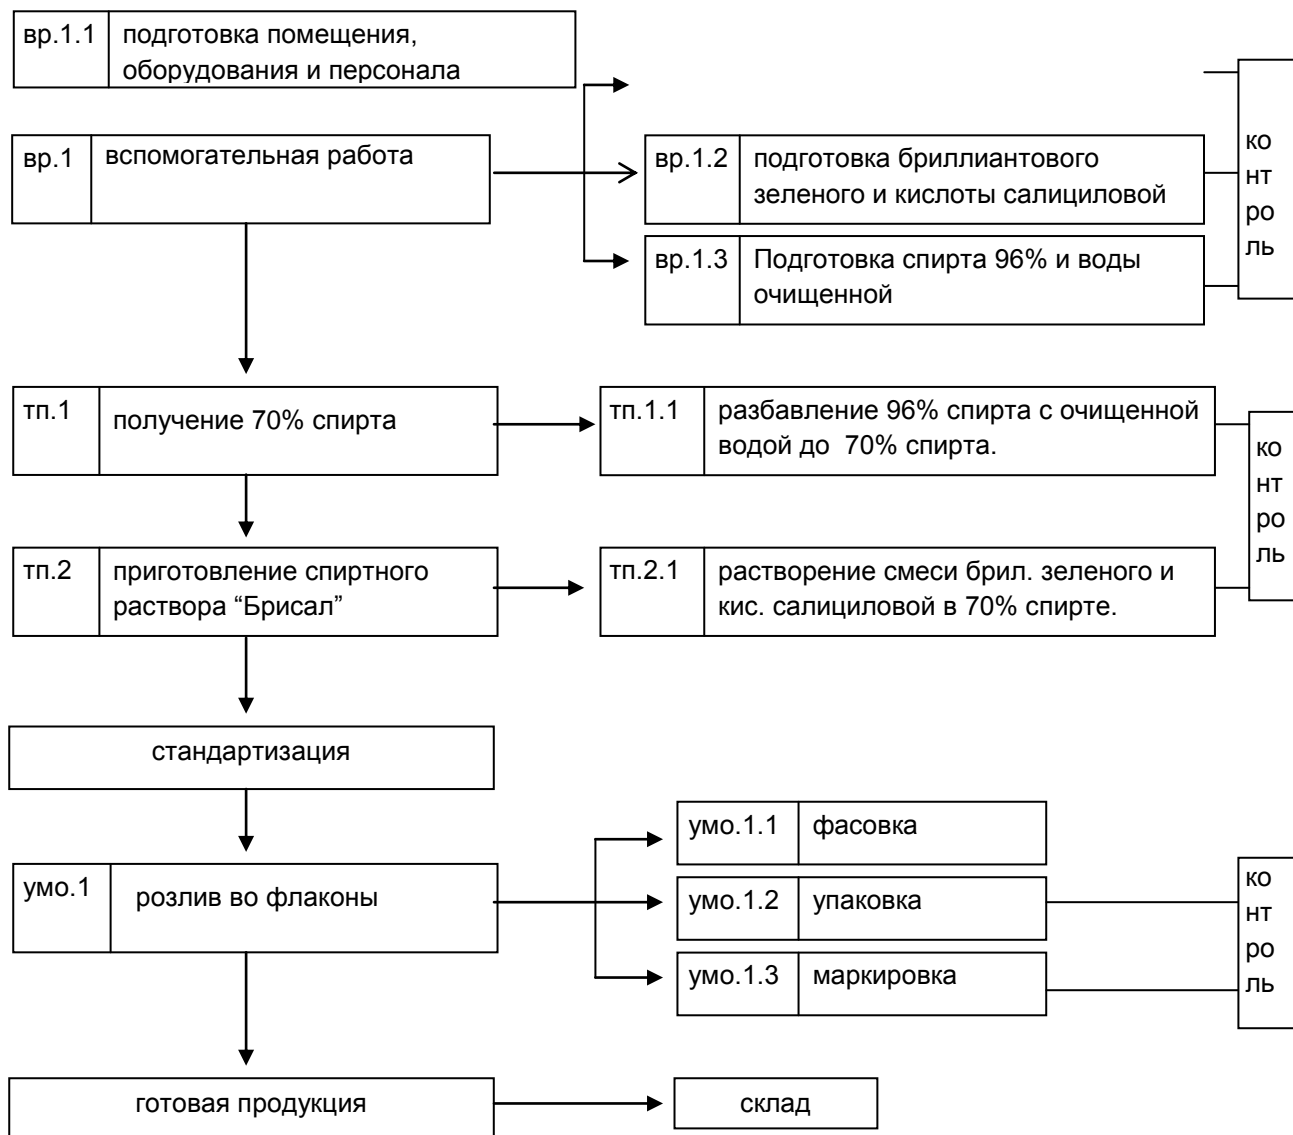 вр.1.1 подготовка помещения,
оборудования и персонала
вр.1 вспомогательная работа
вр.1.2 подготовка бриллиантового
зеленого и кислоты салициловой
вр.1.3 Подготовка спирта 96% и воды
очищенной
ко
нт
ро
ль
тп.1 получение 70% спирта
тп.1.1 разбавление 96% спирта с очищенной
водой до 70% спирта.
тп.2 приготовление спиртного
раствора “Брисал”
тп.2.1 растворение смеси брил. зеленого и
кис. салициловой в 70% спирте.
ко
нт
ро
ль
стандартизация
умо.1 розлив во флаконы
умо.1.1 фасовка
умо.1.2 упаковка
умо.1.3 маркировка
ко
нт
ро
ль
готовая продукция
склад